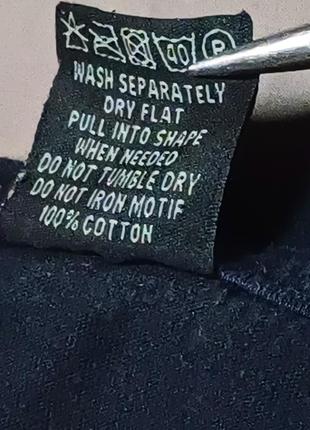 WASH SEPARATELY
DRY FLAT
PULL INTO SHAPE
WHEN NEEDED
DO NOT TUMBLE DRY
DO NOT IRON MOTIF
100% COTTON